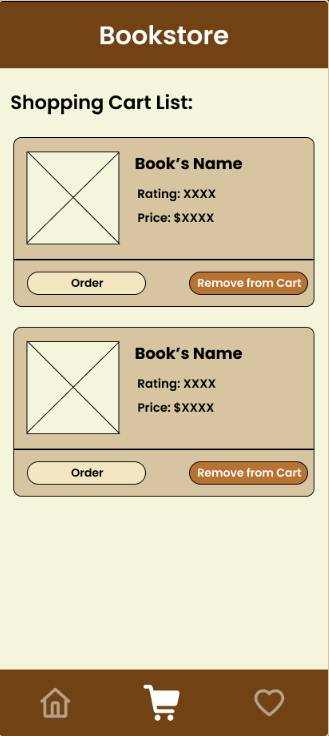 Bookstore
Shopping Cart List:
Book’s Name
Rating: XXXX
Price: $XXXX
Order
Remove from Cart
Book’s Name
Rating: XXXX
Price: $XXXX
Order
Remove from Cart